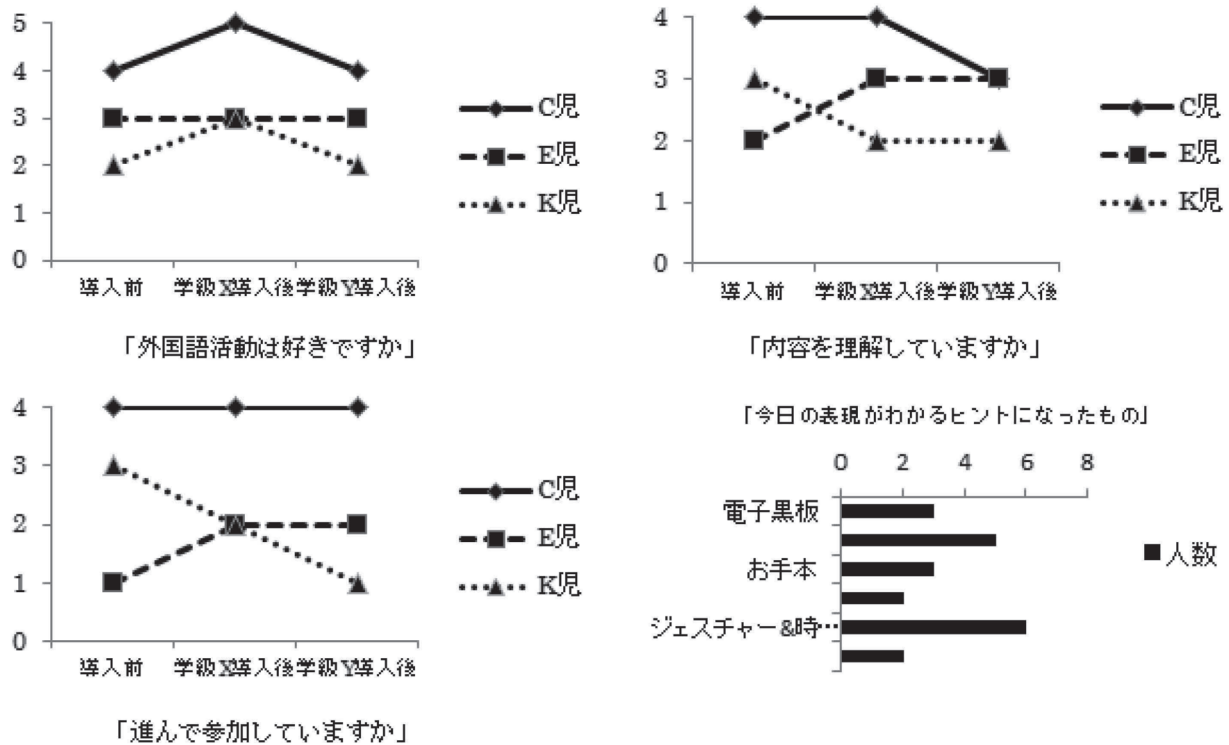 5
4
3
2
1
0
導入前 学級X導入後 学級Y導入後
C児
E児
K児
「外国語活動は好きですか」
4
3
2
1
0
導入前 学級X導入後 学級Y導入後
C児
E児
K児
「内容を理解していますか」
4
3
2
1
0
導入前 学級X導入後 学級Y導入後
C児
E児
K児
「進んで参加していますか」
「今日の表現がわかるヒントになったもの」
0 2 4 6 8
電子黒板
お手本
ジェスチャー&時…
人数